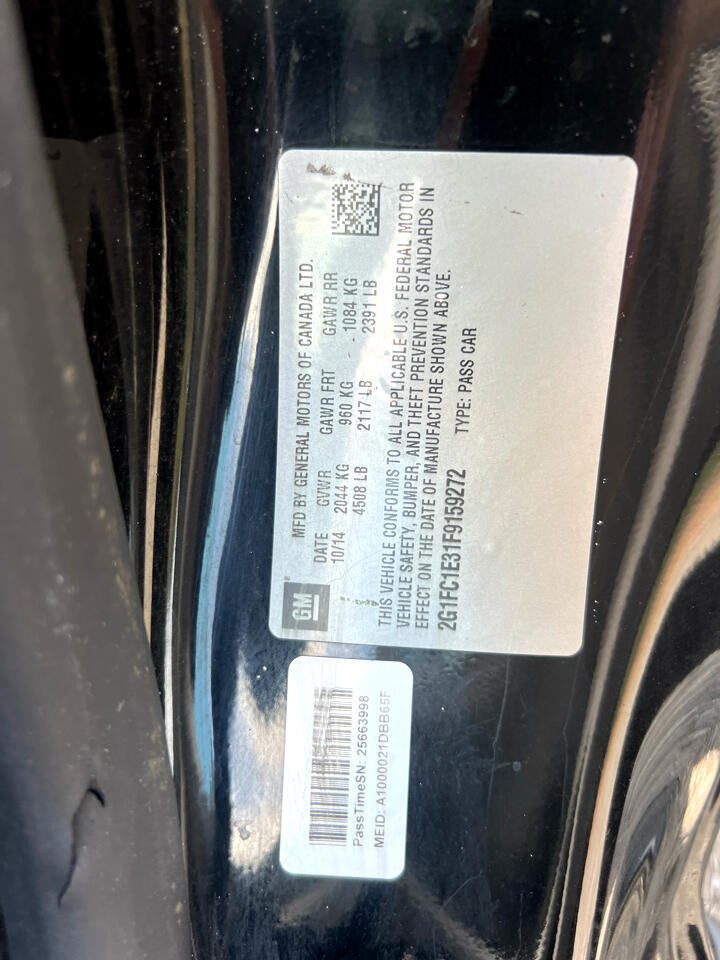 GM
MFD BY GENERAL MOTORS OF CANADA LTD.
DATE GVWR GAWR FRT GAWR RR
10/14 2044 KG 960 KG 1084 KG
4508 LB 2117 LB 2391 LB
THIS VEHICLE CONFORMS TO ALL APPLICABLE U.S. FEDERAL MOTOR
VEHICLE SAFETY, BUMPER, AND THEFT PREVENTION STANDARDS IN
EFFECT ON THE DATE OF MANUFACTURE SHOWN ABOVE.
2G1FC1E31F9159272 TYPE: PASS CAR
PassTimeSN: 25663998
MEID: A1000021DBB65F